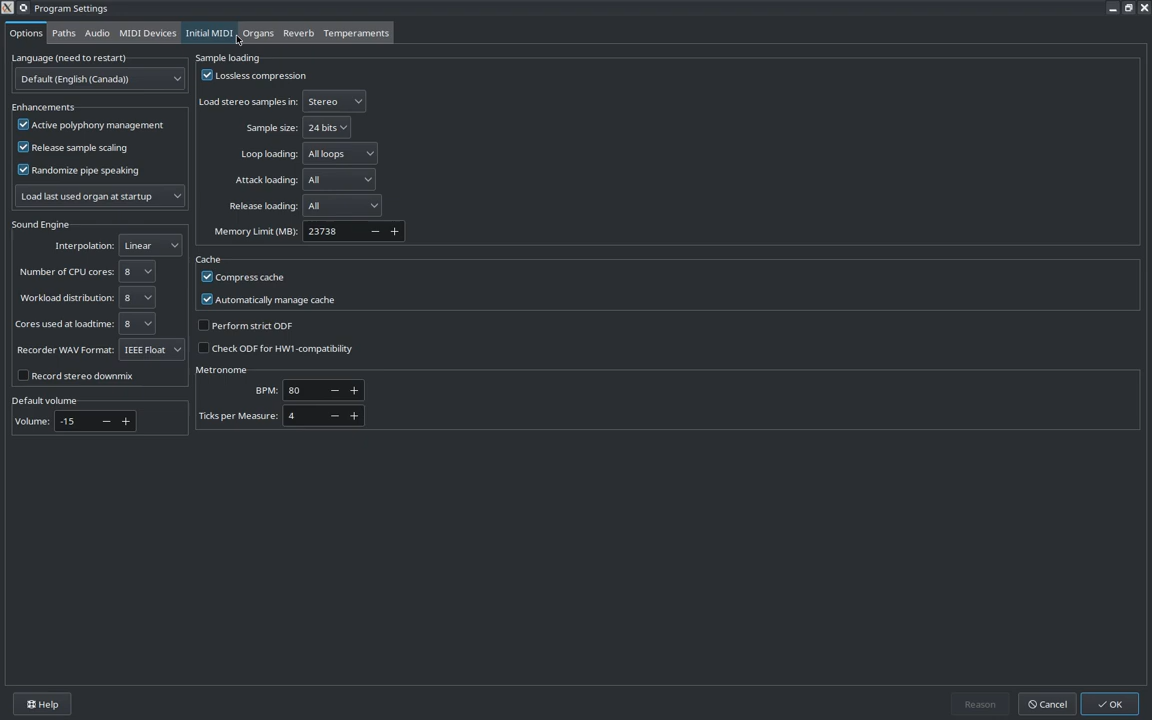 Program Settings
Options Paths Audio MIDI Devices Initial MIDI Organs Reverb Temperaments
Language (need to restart)
Default (English (Canada))
Enhancements
Active polyphony management
Release sample scaling
Randomize pipe speaking
Load last used organ at startup
Sound Engine
Interpolation: Linear
Number of CPU cores: 8
Workload distribution: 8
Cores used at loadtime: 8
Recorder WAV Format: IEEE Float
Record stereo downmix
Default volume
Volume: -15
Sample loading
Lossless compression
Load stereo samples in: Stereo
Sample size: 24 bits
Loop loading: All loops
Attack loading: All
Release loading: All
Memory Limit (MB): 23738
Cache
Compress cache
Automatically manage cache
Perform strict ODF
Check ODF for HW1-compatibility
Metronome
BPM: 80
Ticks per Measure: 4
Help Reason Cancel OK